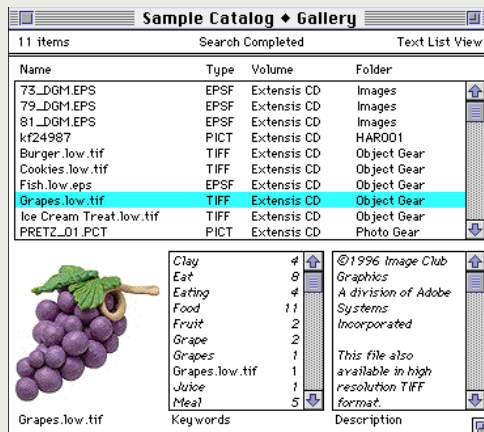 Sample Catalog ◆ Gallery
11 items Search Completed Text List View
Name Type Volume Folder
73_DGM.EPS EPSF Extensis CD Images
79_DGM.EPS EPSF Extensis CD Images
81_DGM.EPS EPSF Extensis CD Images
kf24987 PICT Extensis CD HAR001
Burger.low.tif TIFF Extensis CD Object Gear
Cookies.low.tif TIFF Extensis CD Object Gear
Fish.low.eps EPSF Extensis CD Object Gear
Grapes.low.tif TIFF Extensis CD Object Gear
Ice Cream Treat.low.tif TIFF Extensis CD Object Gear
PRETZ_01.PCT PICT Extensis CD Photo Gear
Clay 4
Eat 8
Eating 4
Food 11
Fruit 2
Grape 2
Grapes 1
Grapes.low.tif 1
Juice 1
Meal 5
©1996 Image Club
Graphics
A division of Adobe
Systems
Incorporated
This file also
available in high
resolution TIFF
format.
Grapes.low.tif Keywords Description